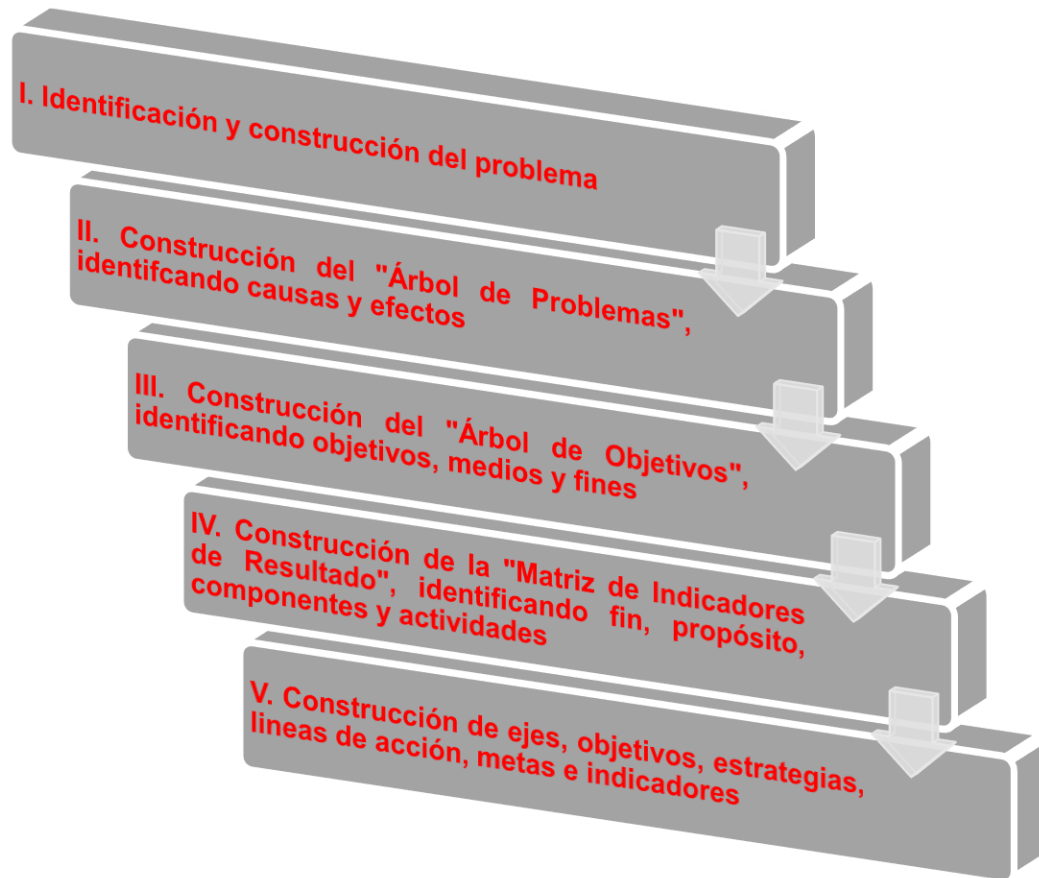 I. Identificación y construcción del problema
II. Construcción del "Árbol de Problemas",
identifcando causas y efectos
III. Construcción del "Árbol de Objetivos",
identificando objetivos, medios y fines
IV. Construcción de la "Matriz de Indicadores
de Resultado", identificando fin, propósito,
componentes y actividades
V. Construcción de ejes, objetivos, estrategias,
lineas de acción, metas e indicadores